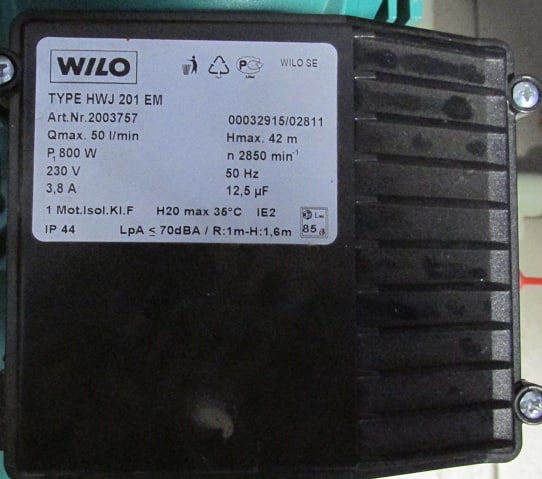 WILO
WILO SE
TYPE HWJ 201 EM
Art.Nr.2003757 00032915/02811
Qmax. 50 l/min Hmax. 42 m
P₁ 800 W n 2850 min⁻¹
230 V 50 Hz
3,8 A 12,5 µF
1 Mot.Isol.Kl.F H20 max 35°C IE2
IP 44 LpA ≤ 70dBA / R:1m-H:1,6m 85